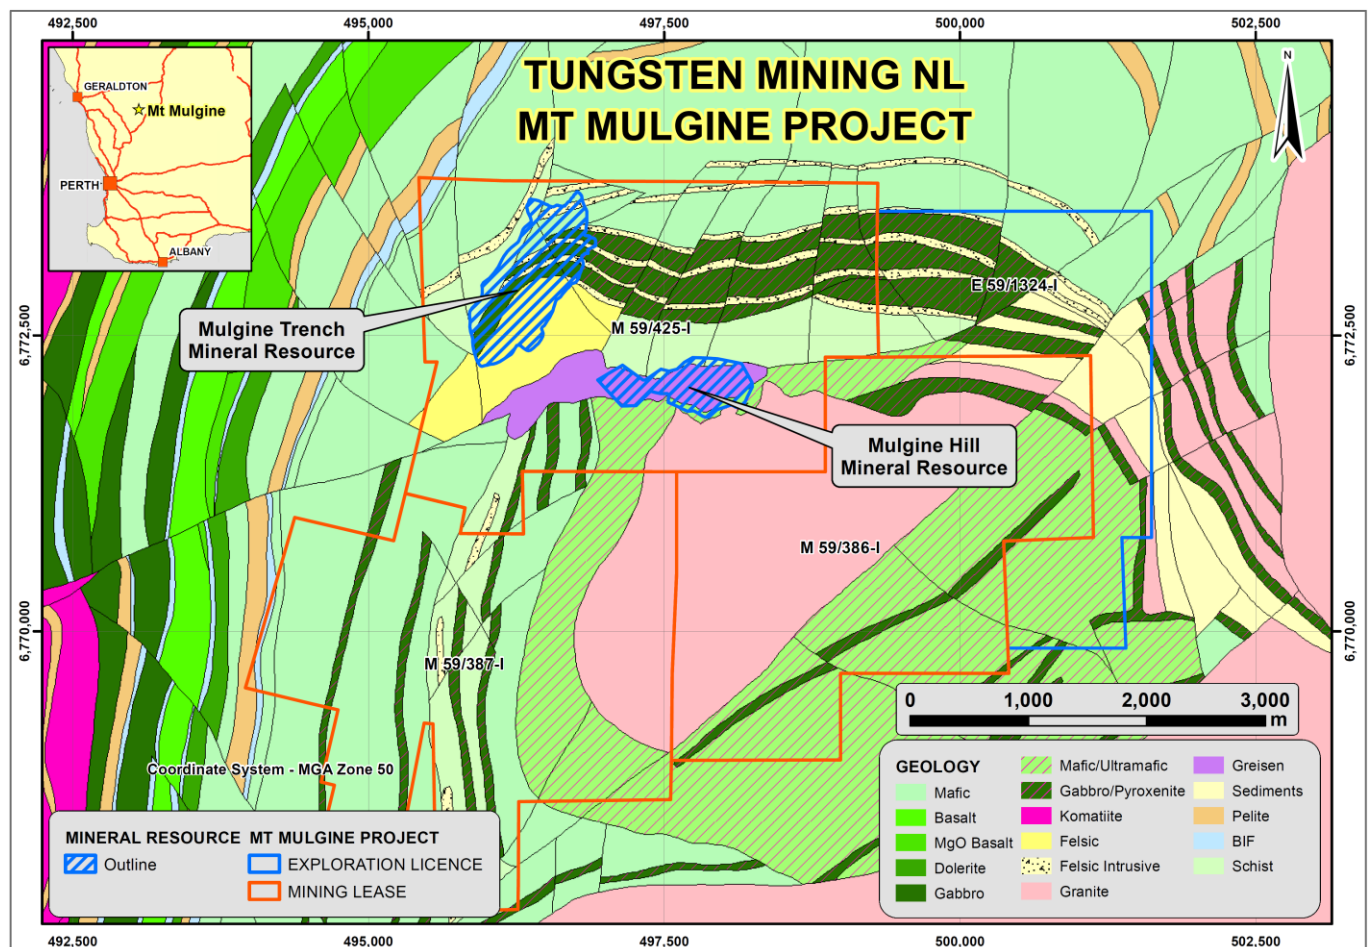 492,500 495,000 497,500 500,000 502,500
TUNGSTEN MINING NL
MT MULGINE PROJECT
N
GERALDTON
Mt Mulgine
PERTH
ALBANY
6,772,500
6,772,500
E 59/1324-I
M 59/425-I
Mulgine Trench
Mineral Resource
Mulgine Hill
Mineral Resource
M 59/386-I
6,770,000
6,770,000
M 59/387-I
Coordinate System - MGA Zone 50
0 1,000 2,000 3,000
m
MINERAL RESOURCE
Outline
MT MULGINE PROJECT
EXPLORATION LICENCE
MINING LEASE
GEOLOGY
Mafic
Basalt
MgO Basalt
Dolerite
Gabbro
Mafic/Ultramafic
Gabbro/Pyroxenite
Komatiite
Felsic
Felsic Intrusive
Granite
Greisen
Sediments
Pelite
BIF
Schist
492,500 495,000 497,500 500,000 502,500